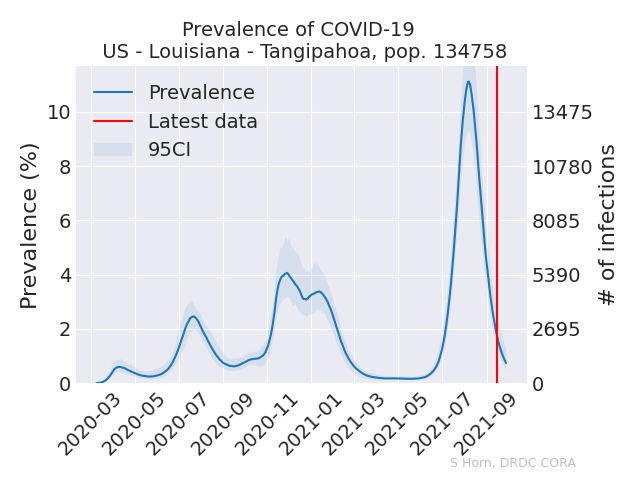 Prevalence of COVID-19
US - Louisiana - Tangipahoa, pop. 134758
Prevalence
Latest data
95CI
Prevalence (%)
10
8
6
4
2
0
13475
10780
8085
5390
2695
0
# of infections
2020-03
2020-05
2020-07
2020-09
2020-11
2021-01
2021-03
2021-05
2021-07
2021-09
S Horn, DRDC CORA